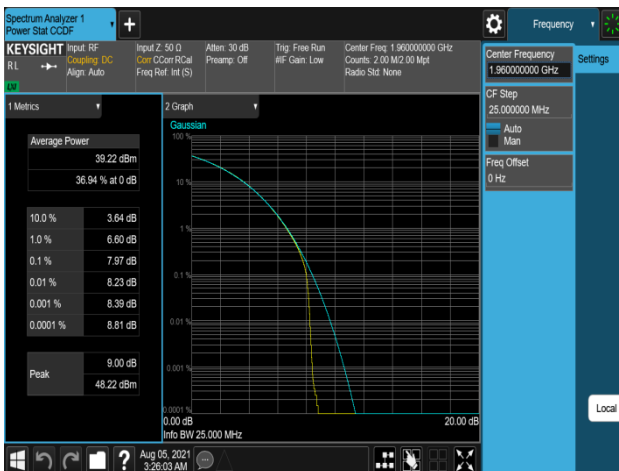 Spectrum Analyzer 1
Power Stat CCDF
+
Frequency
KEYSIGHT
RL
LXI
Input: RF
Coupling: DC
Align: Auto
Input Z: 50 Ω
Corr CCorr RCal
Freq Ref: Int (S)
Atten: 30 dB
Preamp: Off
Trig: Free Run
#IF Gain: Low
Center Freq: 1.960000000 GHz
Counts: 2.00 M/2.00 Mpt
Radio Std: None
Center Frequency
1.960000000 GHz
Settings
CF Step
25.000000 MHz
Auto
Man
Freq Offset
0 Hz
Local
1 Metrics
Average Power
39.22 dBm
36.94 % at 0 dB
10.0 % 3.64 dB
1.0 % 6.60 dB
0.1 % 7.97 dB
0.01 % 8.23 dB
0.001 % 8.39 dB
0.0001 % 8.81 dB
Peak
9.00 dB
48.22 dBm
2 Graph
Gaussian
100 %
10 %
1 %
0.1 %
0.01 %
0.001 %
0.0001 %
0.00 dB 20.00 dB
Info BW 25.000 MHz
?
Aug 05, 2021
3:26:03 AM